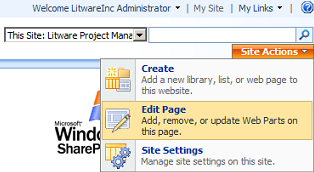 Welcome LitwareInc Administrator | My Site | My Links |
This Site: Litware Project Mana
Site Actions
Create
Add a new library, list, or web page to
this website.
Edit Page
Add, remove, or update Web Parts on
this page.
Site Settings
Manage site settings on this site.
Microsoft
Windo
ShareP